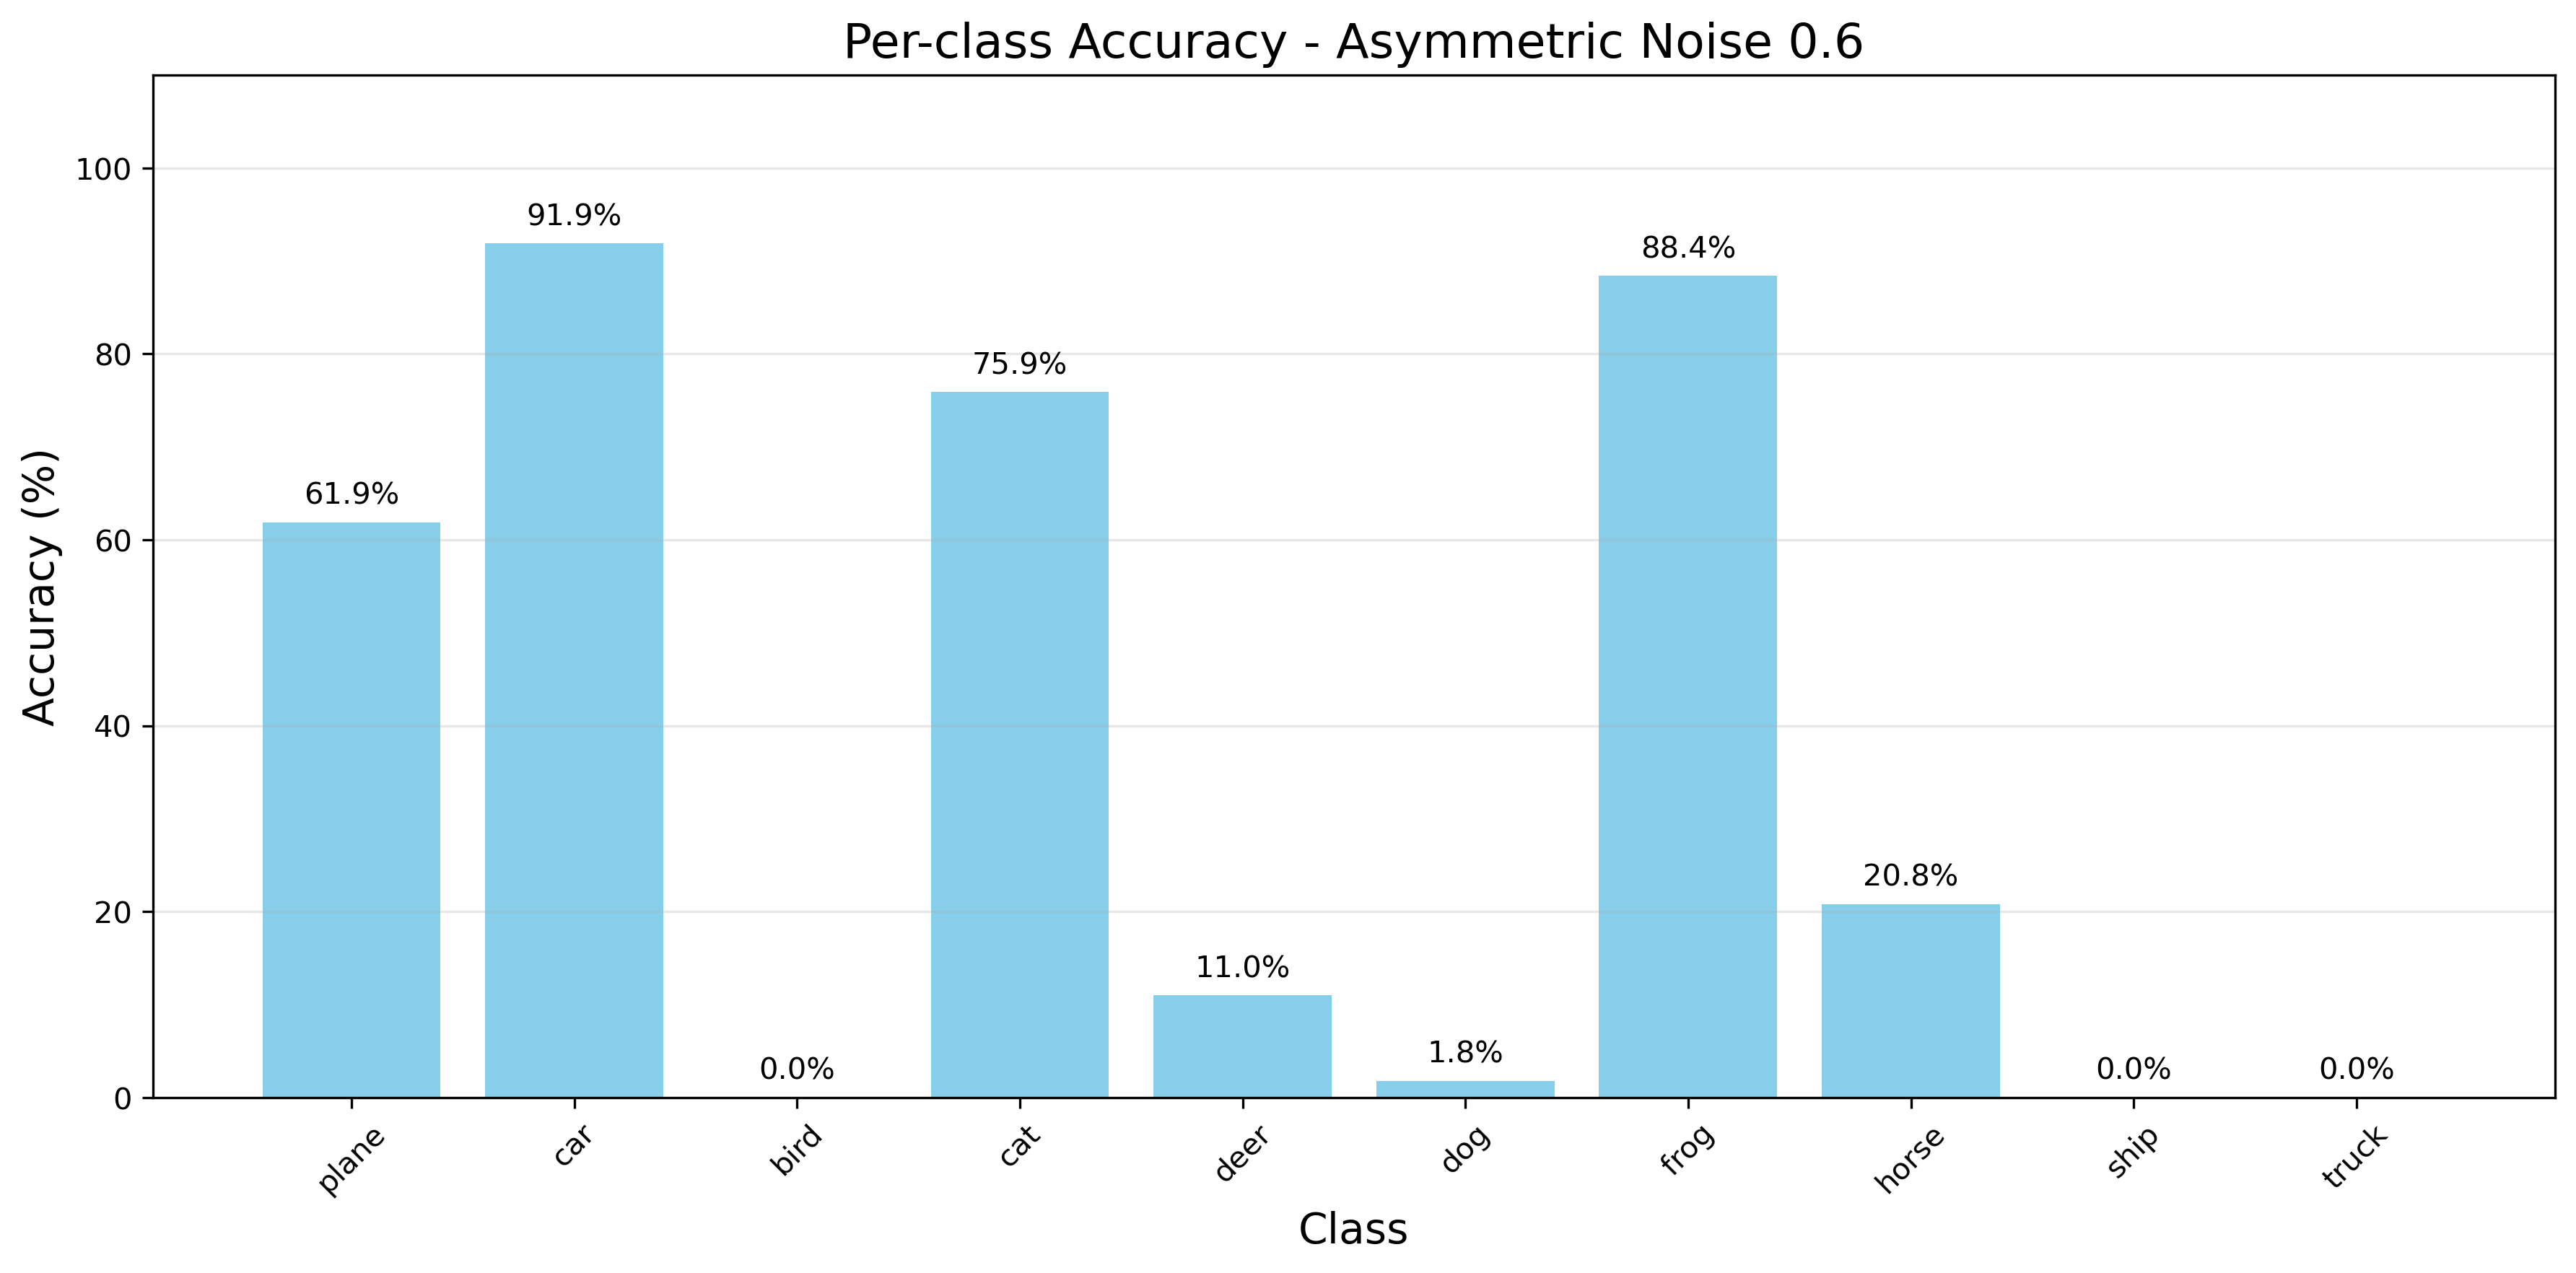 Per-class Accuracy - Asymmetric Noise 0.6
Accuracy (%)
100
80
60
40
20
0
61.9%
91.9%
0.0%
75.9%
11.0%
1.8%
88.4%
20.8%
0.0%
0.0%
plane
car
bird
cat
deer
dog
frog
horse
ship
truck
Class